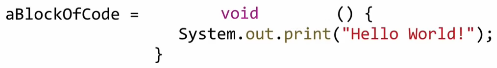 aBlockOfCode = void () {
System.out.print("Hello World!");
}